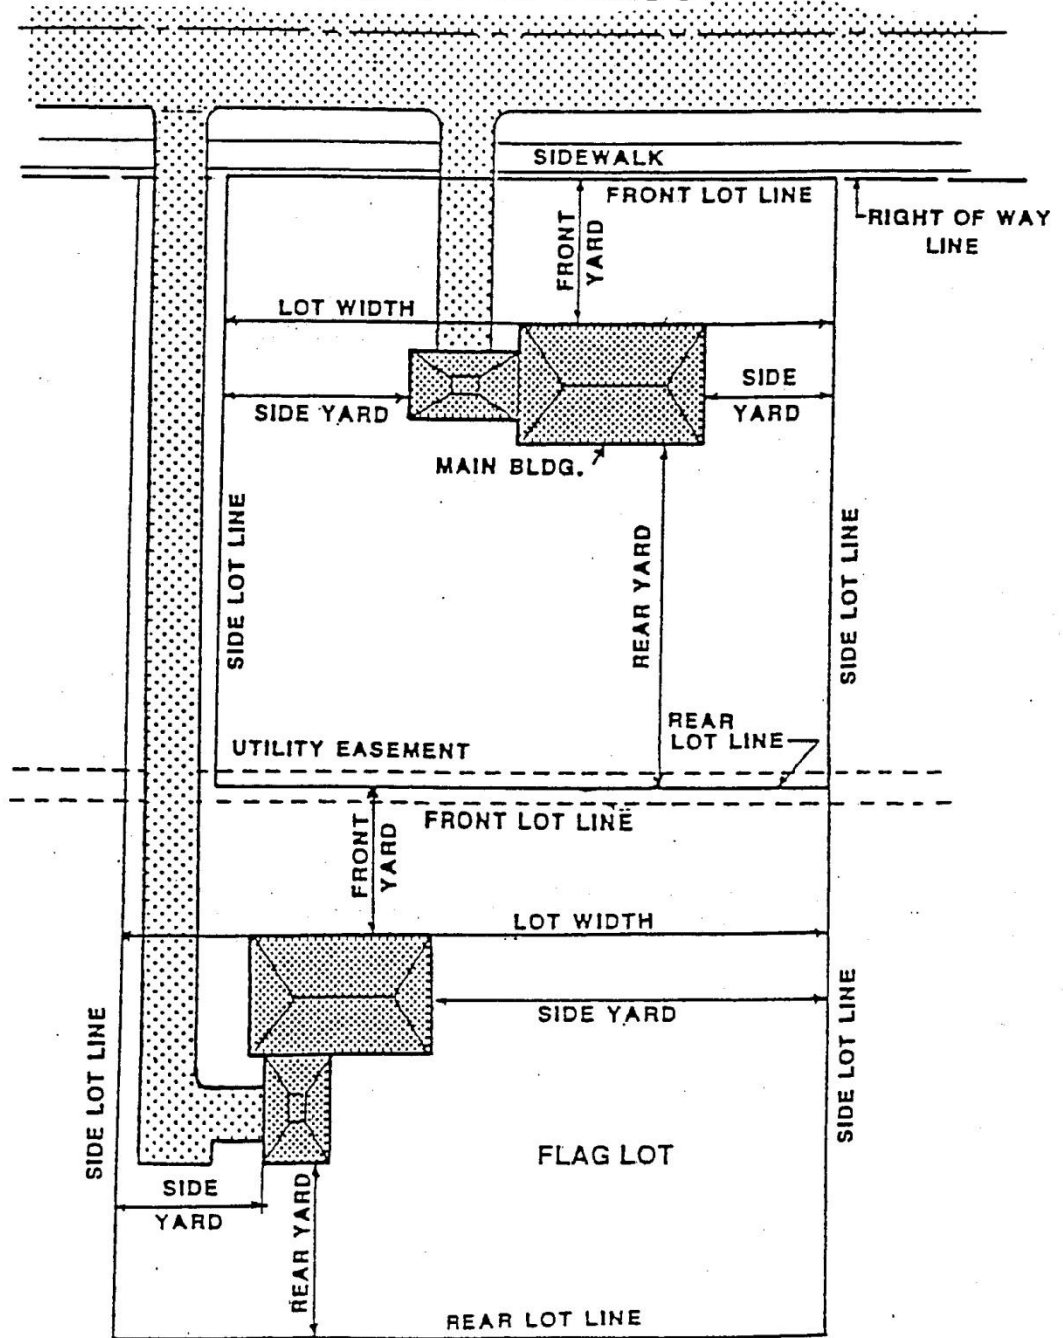 SIDEWALK
FRONT LOT LINE
RIGHT OF WAY
LINE
FRONT
YARD
LOT WIDTH
SIDE YARD
SIDE
YARD
MAIN BLDG.
SIDE LOT LINE
REAR YARD
SIDE LOT LINE
REAR
LOT LINE
UTILITY EASEMENT
FRONT LOT LINE
FRONT
YARD
LOT WIDTH
SIDE YARD
SIDE LOT LINE
SIDE LOT LINE
FLAG LOT
SIDE
YARD
REAR YARD
REAR LOT LINE